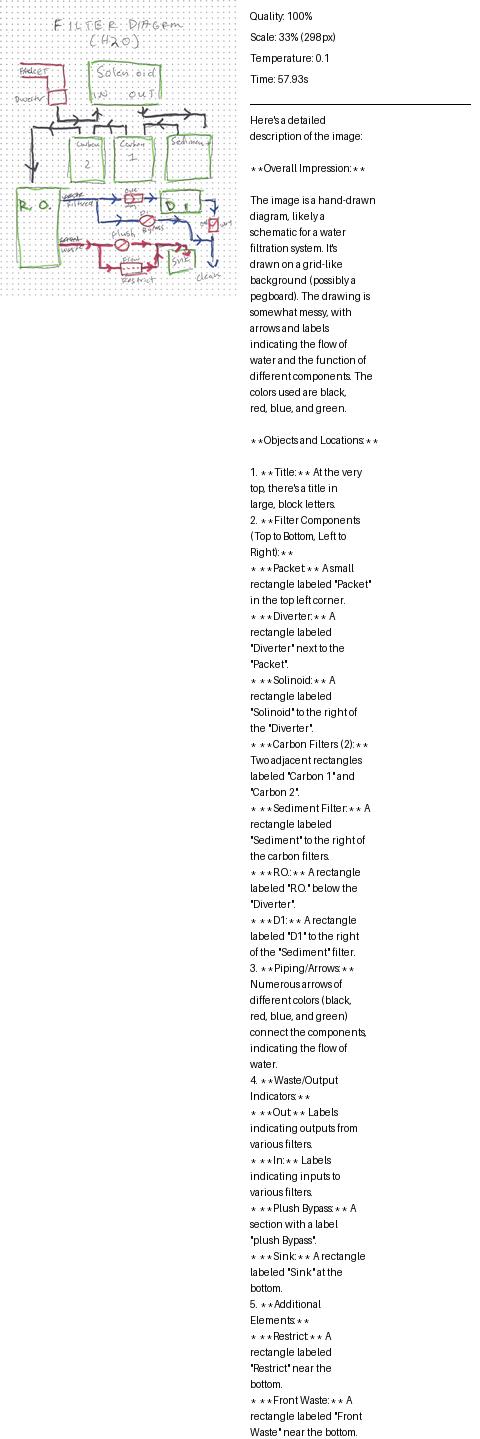 FILTER DIAGRAM
(H2O)
FAUCET
Diverter
Solenoid
IN OUT
Carbon
2
Carbon
1
Sediment
R.O.
Filtered
D I
Bypass
Flush
waste
Flow
Restrict
Sink
Clean
Quality: 100%
Scale: 33% (298px)
Temperature: 0.1
Time: 57.93s
Here's a detailed
description of the image:
**Overall Impression:**
The image is a hand-drawn
diagram, likely a
schematic for a water
filtration system. It's
drawn on a grid-like
background (possibly a
pegboard). The drawing is
somewhat messy, with
arrows and labels
indicating the flow of
water and the function of
different components. The
colors used are black,
red, blue, and green.
**Objects and Locations:**
1. **Title:** At the very
top, there's a title in
large, block letters.
2. **Filter Components
(Top to Bottom, Left to
Right):**
* **Packet:** A small
rectangle labeled "Packet"
in the top left corner.
* **Diverter:** A
rectangle labeled
"Diverter" next to the
"Packet".
* **Solinoid:** A
rectangle labeled
"Solinoid" to the right of
the "Diverter".
* **Carbon Filters (2):**
Two adjacent rectangles
labeled "Carbon 1" and
"Carbon 2".
* **Sediment Filter:** A
rectangle labeled
"Sediment" to the right of
the carbon filters.
* **R.O.:** A rectangle
labeled "R.O." below the
"Diverter".
* **D1:** A rectangle
labeled "D1" to the right
of the "Sediment" filter.
3. **Piping/Arrows:**
Numerous arrows of
different colors (black,
red, blue, and green)
connect the components,
indicating the flow of
water.
4. **Waste/Output
Indicators:**
* **Out:** Labels
indicating outputs from
various filters.
* **In:** Labels
indicating inputs to
various filters.
* **Plush Bypass:** A
section with a label
"plush Bypass".
* **Sink:** A rectangle
labeled "Sink" at the
bottom.
5. **Additional
Elements:**
* **Restrict:** A
rectangle labeled
"Restrict" near the
bottom.
* **Front Waste:** A
rectangle labeled "Front
Waste" near the bottom.